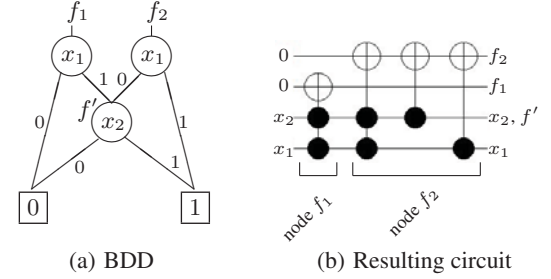 f₁ f₂
x₁ x₁
1 0
f′
x₂
0 1
0 1
0 1
(a) BDD
0 f₂
0 f₁
x₂ x₂, f′
x₁ x₁
node f₁ node f₂
(b) Resulting circuit